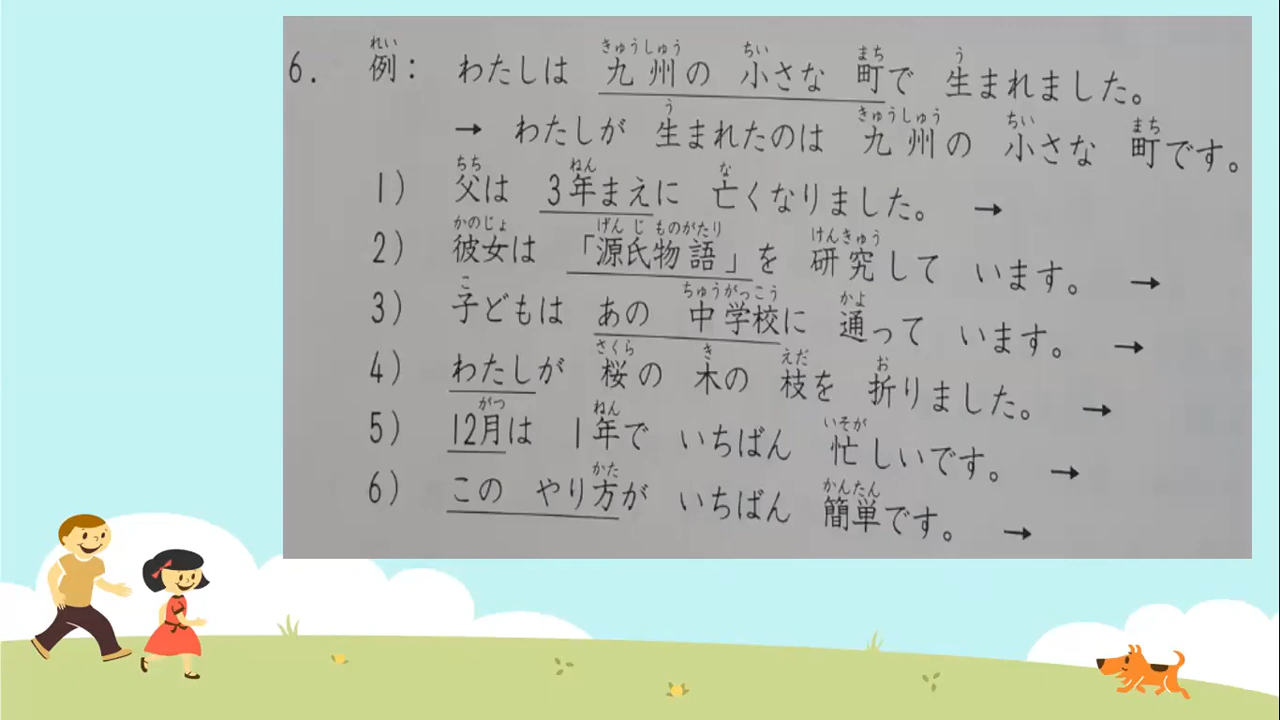 6. 例： わたしは 九州の 小さな 町で 生まれました。
→ わたしが 生まれたのは 九州の 小さな 町です。
1) 父は 3年まえに 亡くなりました。 →
2) 彼女は 「源氏物語」を 研究して います。 →
3) 子どもは あの 中学校に 通って います。 →
4) わたしが 桜の 木の 枝を 折りました。 →
5) 12月は 1年で いちばん 忙しいです。 →
6) この やり方が いちばん 簡単です。 →